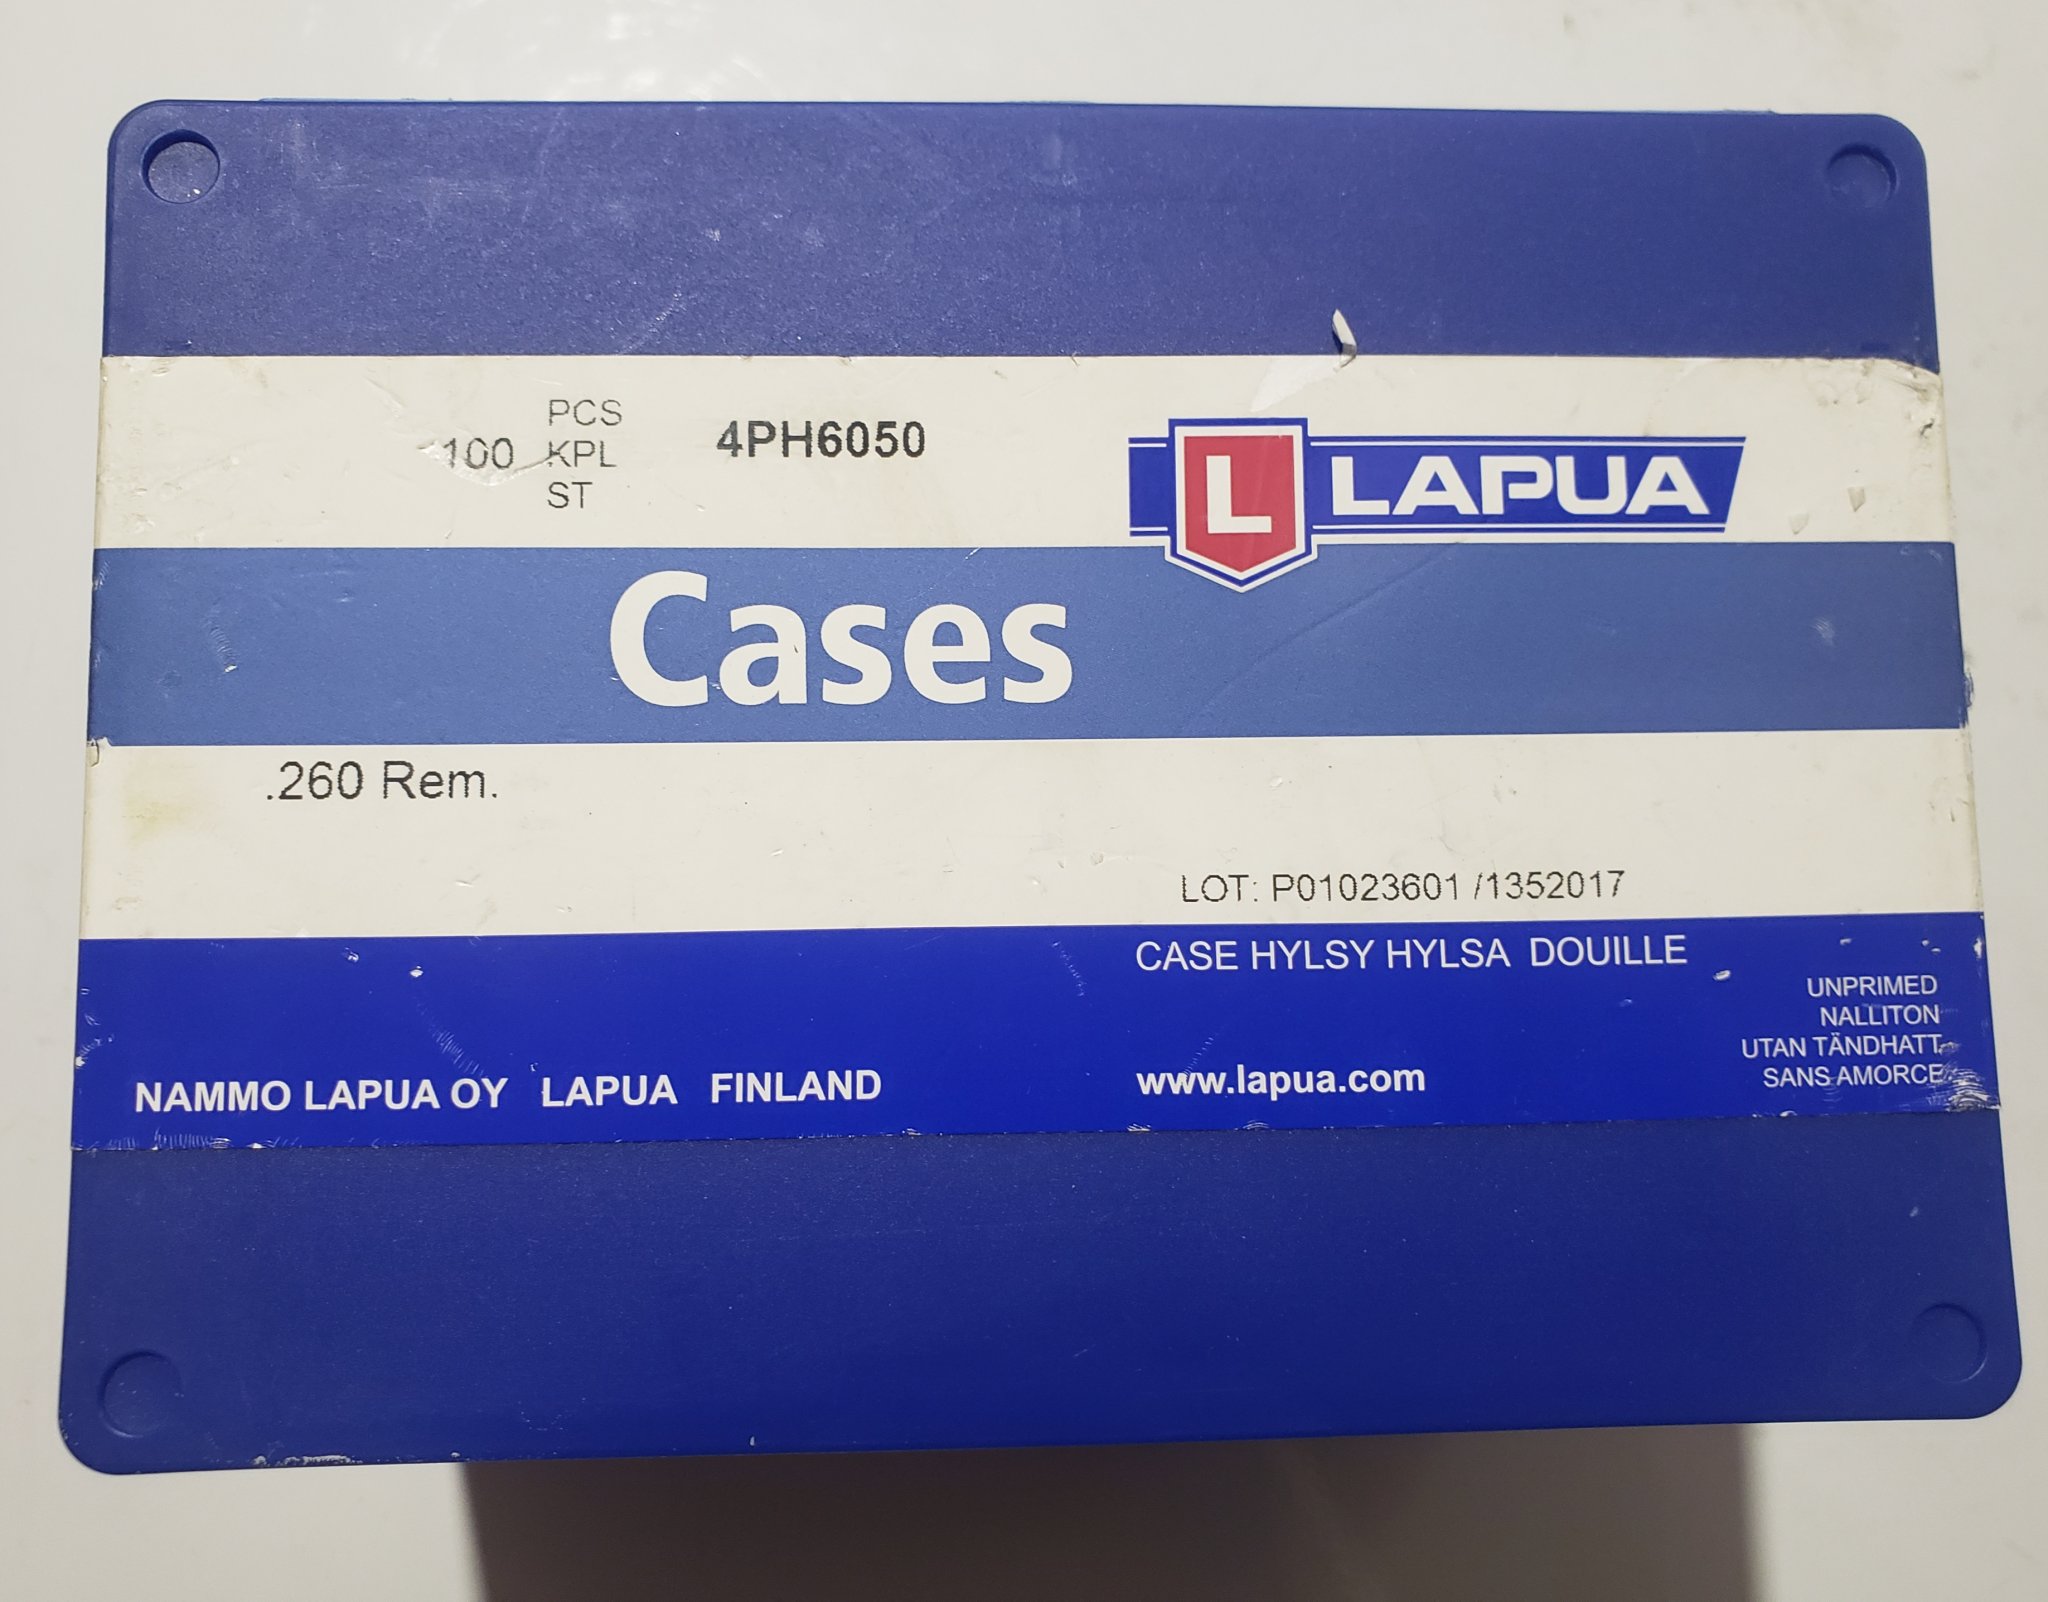 PCS
100 KPL
ST
4PH6050
L LAPUA
Cases
.260 Rem.
LOT: P01023601 /1352017
CASE HYLSY HYLSA DOUILLE
UNPRIMED
NALLITON
UTAN TÄNDHATT
SANS AMORCE
NAMMO LAPUA OY LAPUA FINLAND
www.lapua.com